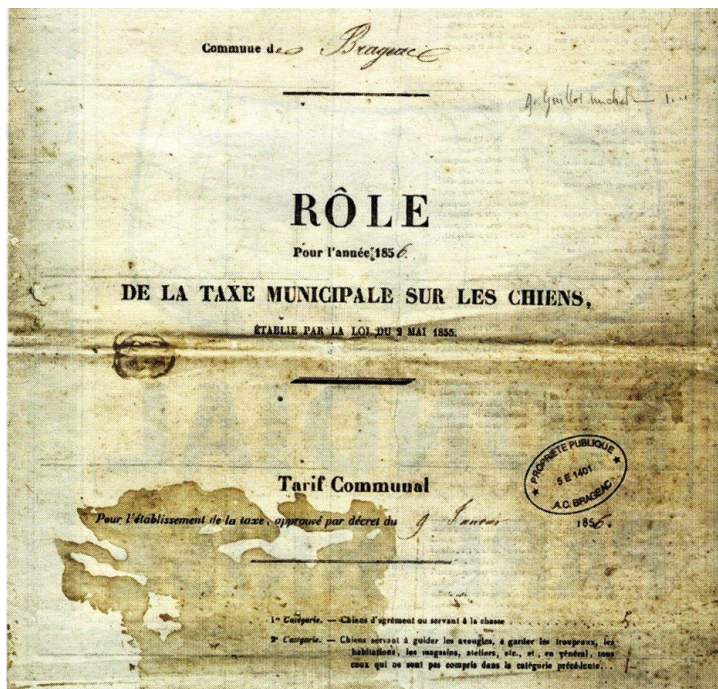 Commune de Brageac
RÔLE
Pour l'année 1856.
DE LA TAXE MUNICIPALE SUR LES CHIENS,
ÉTABLIE PAR LA LOI DU 2 MAI 1855.
PROPRIETE PUBLIQUE
5 E 1401
A.C. BRAGEAC
Tarif Communal
Pour l'établissement de la taxe, approuvé par décret du 9 Janvier 1856.
1re Catégorie. — Chiens d'agrément ou servant à la chasse 5
2e Catégorie. — Chiens servant à guider les aveugles, à garder les troupeaux, les
habitations, les magasins, ateliers, etc., et, en général, tous
ceux qui ne sont pas compris dans la catégorie précédente... 1